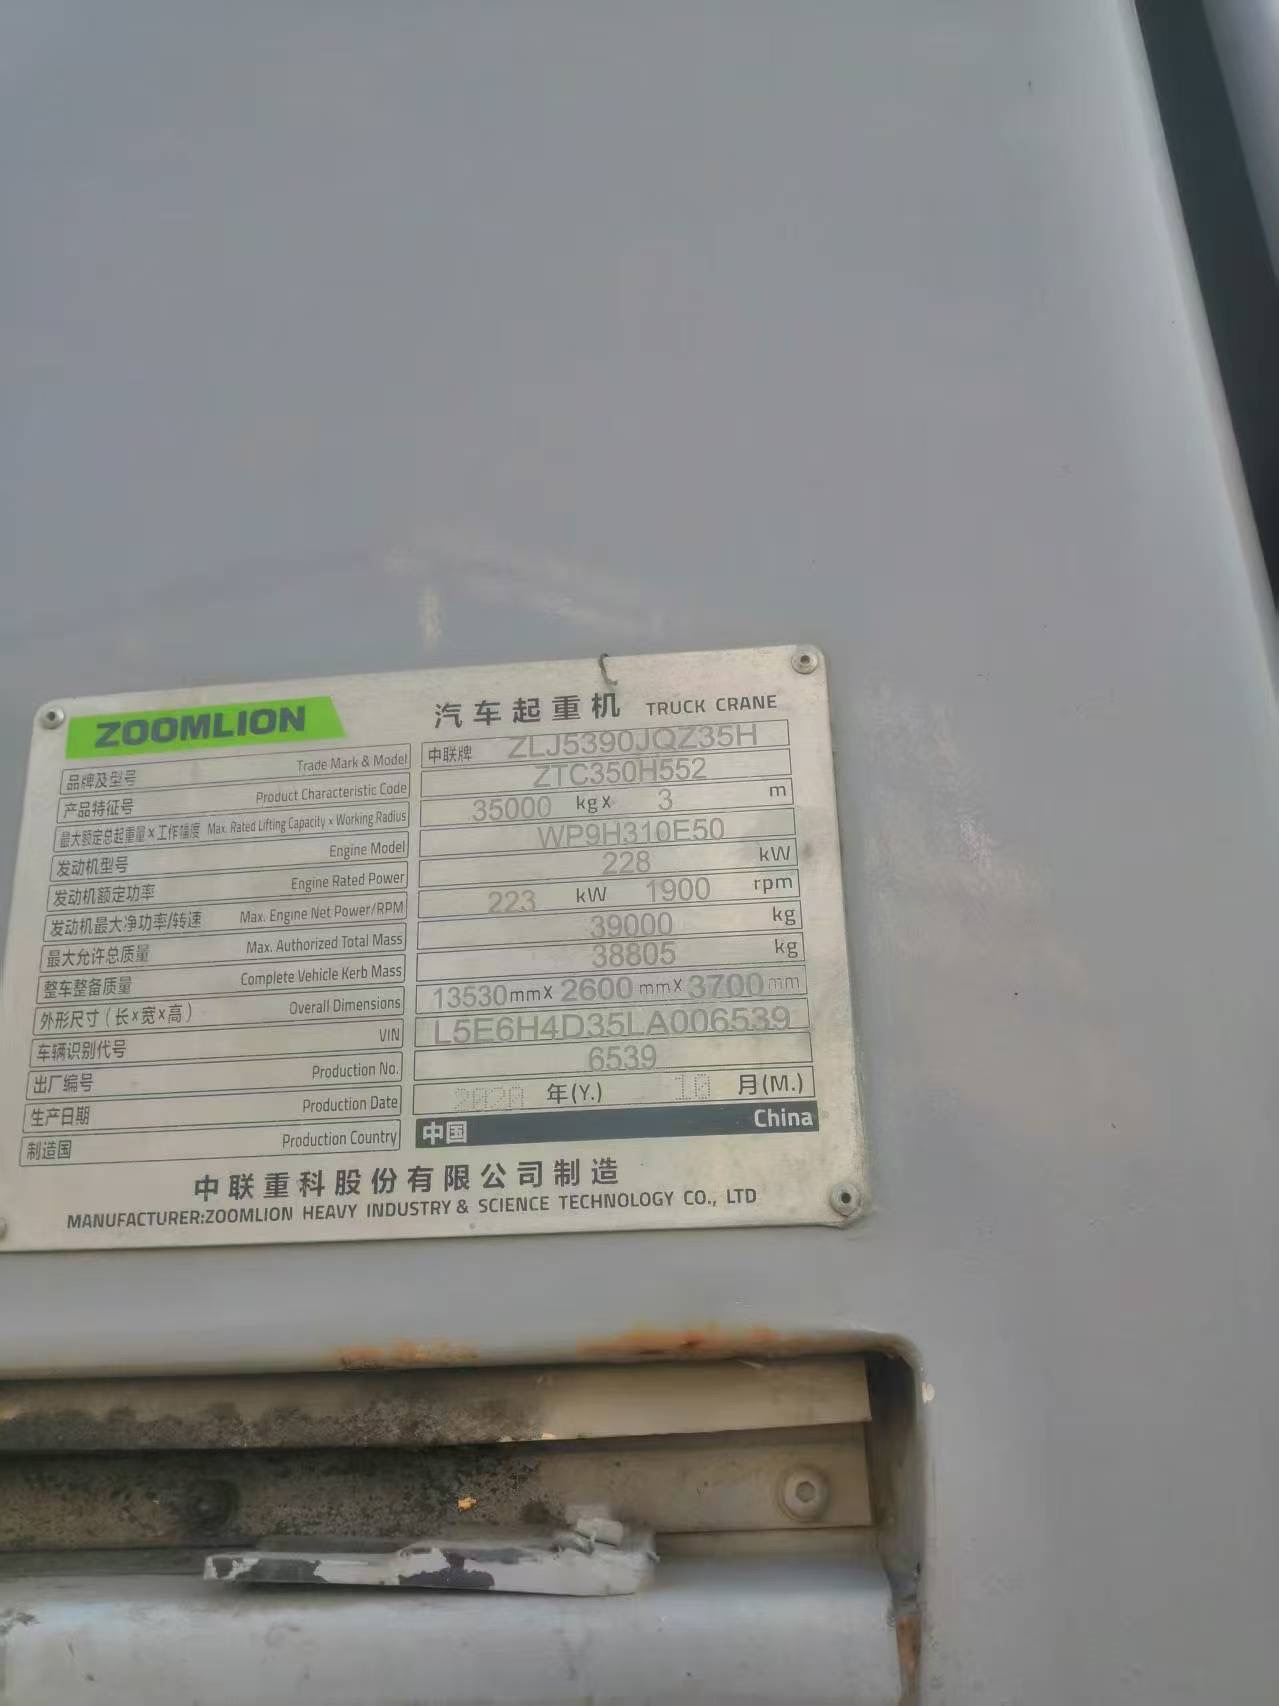 ZOOMLION 汽车起重机 TRUCK CRANE
品牌及型号 Trade Mark & Model 中联牌 ZLJ5390JQZ35H
产品特征号 Product Characteristic Code ZTC350H552
最大额定总起重量×工作幅度 Max. Rated Lifting Capacity × Working Radius 35000 kg× 3 m
发动机型号 Engine Model WP9H310E50
发动机额定功率 Engine Rated Power 228 kW
发动机最大净功率/转速 Max. Engine Net Power/RPM 223 kW 1900 rpm
最大允许总质量 Max. Authorized Total Mass 39000 kg
整车整备质量 Complete Vehicle Kerb Mass 38805 kg
外形尺寸(长×宽×高) Overall Dimensions 13530mm× 2600mm× 3700mm
车辆识别代号 VIN L5E6H4D35LA006539
出厂编号 Production No. 6539
生产日期 Production Date 2020 年(Y.) 10 月(M.)
制造国 Production Country 中国 China
中联重科股份有限公司制造
MANUFACTURER:ZOOMLION HEAVY INDUSTRY & SCIENCE TECHNOLOGY CO., LTD